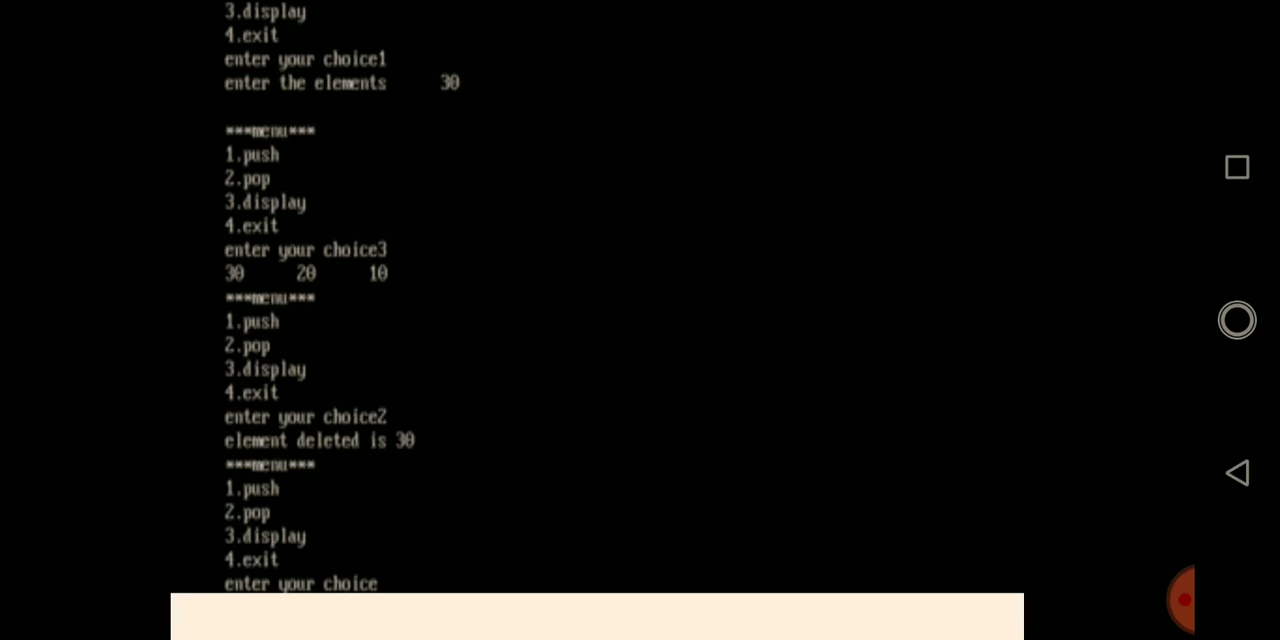 3.display
4.exit
enter your choice1
enter the elements     30
***menu***
1.push
2.pop
3.display
4.exit
enter your choice3
30      20      10
***menu***
1.push
2.pop
3.display
4.exit
enter your choice2
element deleted is 30
***menu***
1.push
2.pop
3.display
4.exit
enter your choice